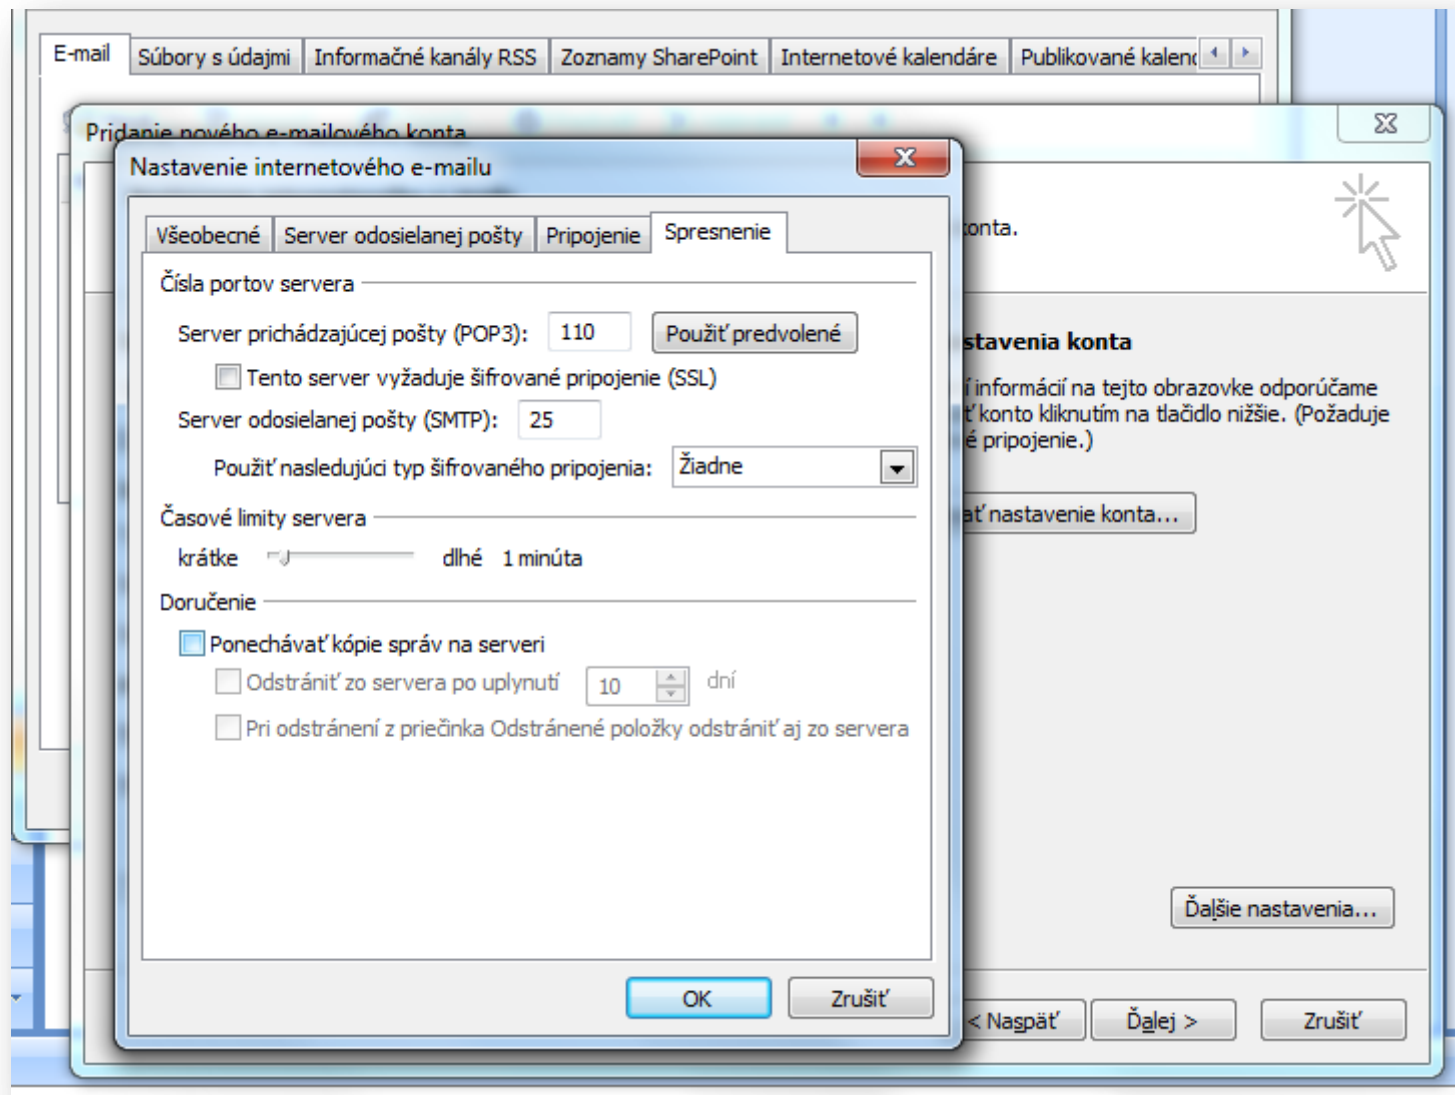 E-mail
Súbory s údajmi
Informačné kanály RSS
Zoznamy SharePoint
Internetové kalendáre
Publikované
Pridanie nového e-mailového konta
Nastavenie internetového e-mailu
konta.
Všeobecné
Server odosielanej pošty
Pripojenie
Spresnenie
Čísla portov servera
Server prichádzajúcej pošty (POP3): 110 Použiť predvolené
Tento server vyžaduje šifrované pripojenie (SSL)
Server odosielanej pošty (SMTP): 25
Použiť nasledujúci typ šifrovaného pripojenia: Žiadne
Časové limity servera
krátke dlhé 1 minúta
Doručenie
Ponechávať kópie správ na serveri
Odstrániť zo servera po uplynutí 10 dní
Pri odstránení z priečinka Odstránené položky odstrániť aj zo servera
OK Zrušiť
stavenia konta
informácií na tejto obrazovke odporúčame
konto kliknutím na tlačidlo nižšie. (Požaduje
é pripojenie.)
ať nastavenie konta...
Ďalšie nastavenia...
< Naspäť Ďalej > Zrušiť